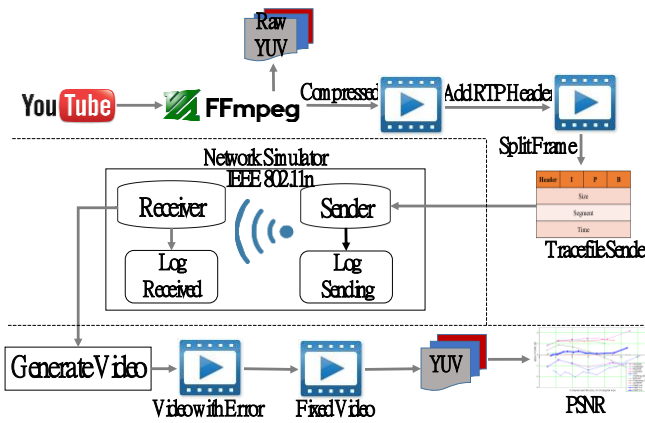 Raw
YUV
YouTube
FFmpeg
Compressed
Add RTP Header
Split Frame
Header I P B
Size
Segment
Time
Tracefile Sender
Network Simulator
IEEE 802.11n
Receiver
Sender
Log
Received
Log
Sending
Generate Video
Video with Error
Fixed Video
YUV
PSNR